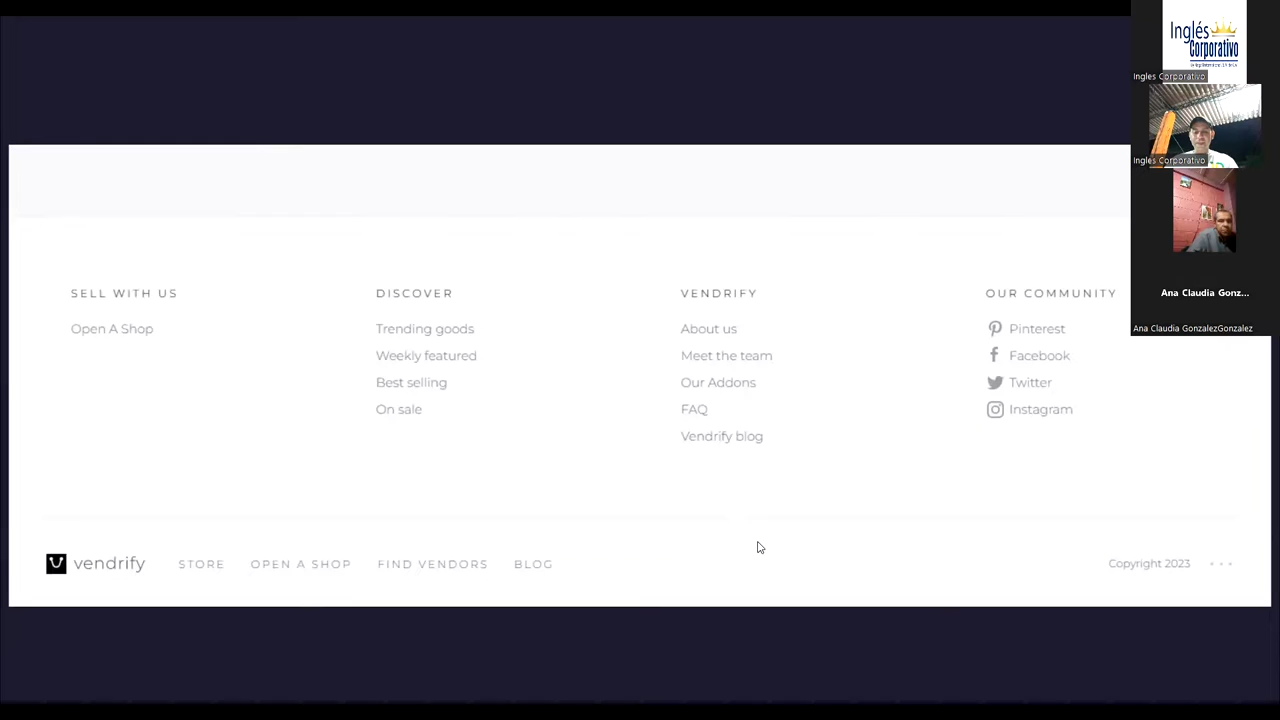 SELL WITH US
Open A Shop
DISCOVER
Trending goods
Weekly featured
Best selling
On sale
VENDRIFY
About us
Meet the team
Our Addons
FAQ
Vendrify blog
OUR COMMUNITY
Pinterest
Facebook
Twitter
Instagram
vendrify
STORE
OPEN A SHOP
FIND VENDORS
BLOG
Copyright 2023
Inglés
Corporativo
Ingles Corporativo
Ingles Corporativo
Ana Claudia Gonz...
Ana Claudia GonzalezGonzalez